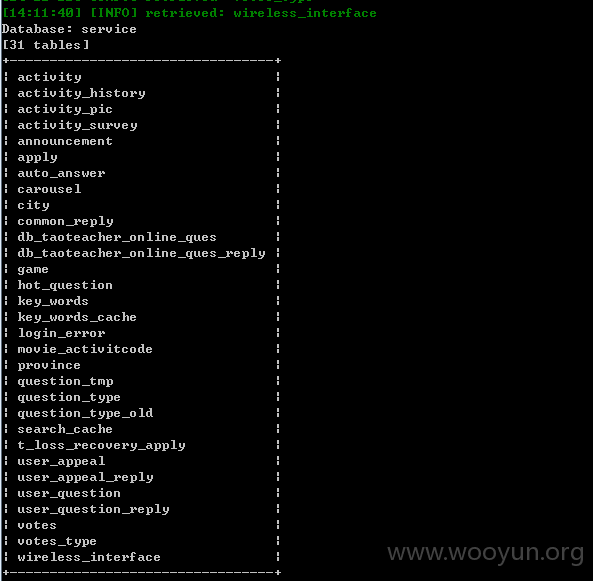 [14:11:40] [INFO] retrieved: wireless_interface
Database: service
[31 tables]
+--------------------------------+
| activity |
| activity_history |
| activity_pic |
| activity_survey |
| announcement |
| apply |
| auto_answer |
| carousel |
| city |
| common_reply |
| db_taoteacher_online_ques |
| db_taoteacher_online_ques_reply |
| game |
| hot_question |
| key_words |
| key_words_cache |
| login_error |
| movie_activitcode |
| province |
| question_tmp |
| question_type |
| question_type_old |
| search_cache |
| t_loss_recovery_apply |
| user_appeal |
| user_appeal_reply |
| user_question |
| user_question_reply |
| votes |
| votes_type |
| wireless_interface |
+--------------------------------+
www.wooyun.org